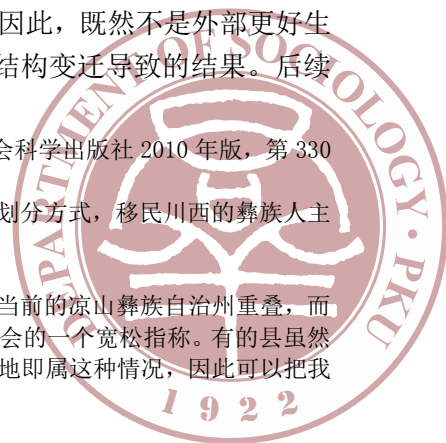 因此，既然不是外部更好生
结构变迁导致的结果。后续
会科学出版社 2010 年版，第 330
划分方式，移民川西的彝族人主
当前的凉山彝族自治州重叠，而
会的一个宽松指称。有的县虽然
地即属这种情况，因此可以把我
DEPARTMENT OF SOCIOLOGY · PKU
1922